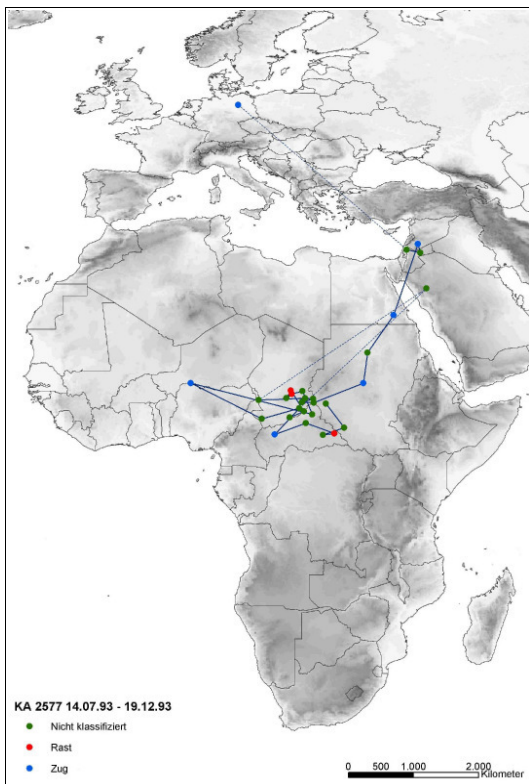 KA 2577 14.07.93 - 19.12.93
Nicht klassifiziert
Rast
Zug
0 500 1.000 2.000
Kilometer